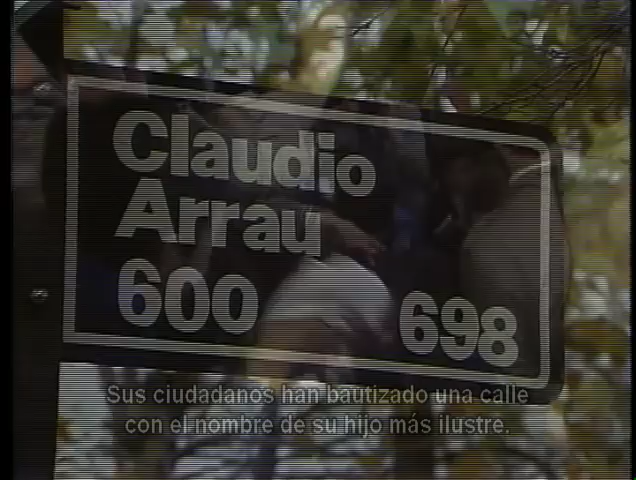 Claudio
Arrau
600 698
Sus ciudadanos han bautizado una calle
con el nombre de su hijo más ilustre.